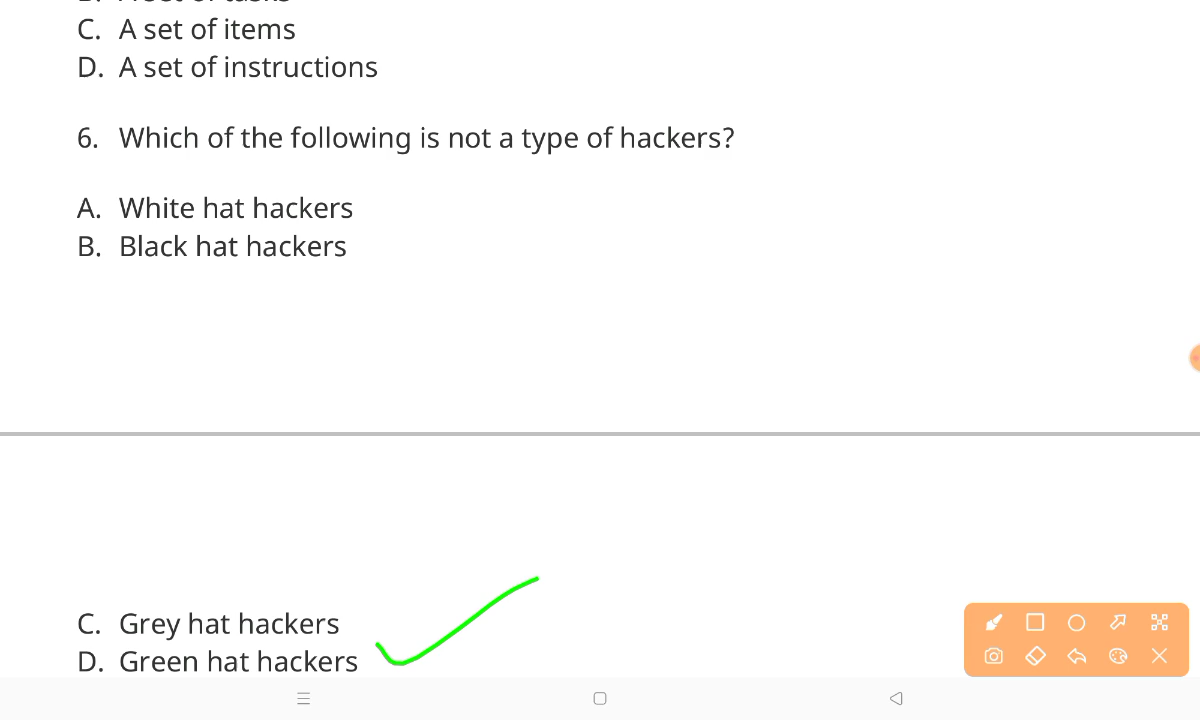 C. A set of items
D. A set of instructions
6. Which of the following is not a type of hackers?
A. White hat hackers
B. Black hat hackers
C. Grey hat hackers
D. Green hat hackers